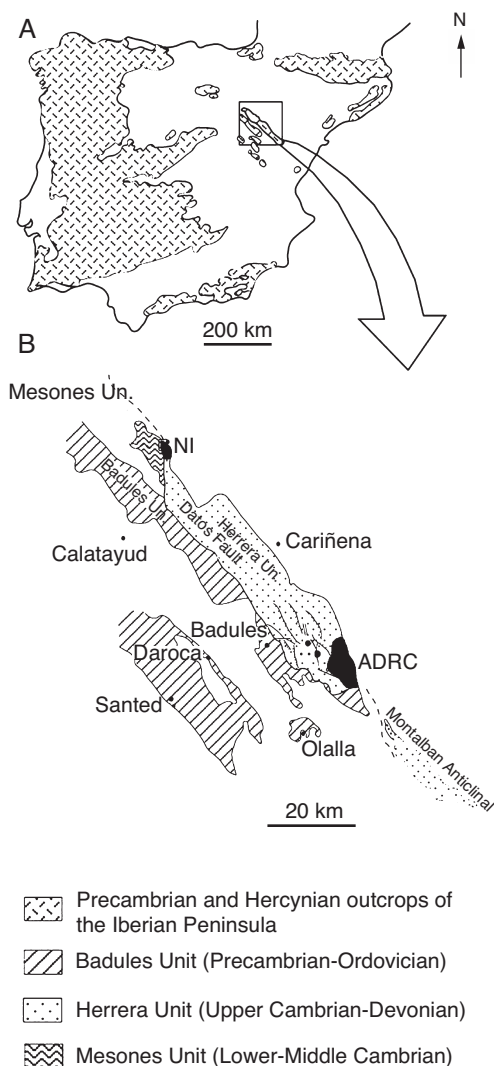 A
N
200 km
B
Mesones Un.
NI
Badules Un.
Datos Fault
Herrera Un.
Cariñena
Calatayud
Badules
Daroca
ADRC
Santed
Olalla
Montalban Anticlinal
20 km
Precambrian and Hercynian outcrops of
the Iberian Peninsula
Badules Unit (Precambrian-Ordovician)
Herrera Unit (Upper Cambrian-Devonian)
Mesones Unit (Lower-Middle Cambrian)